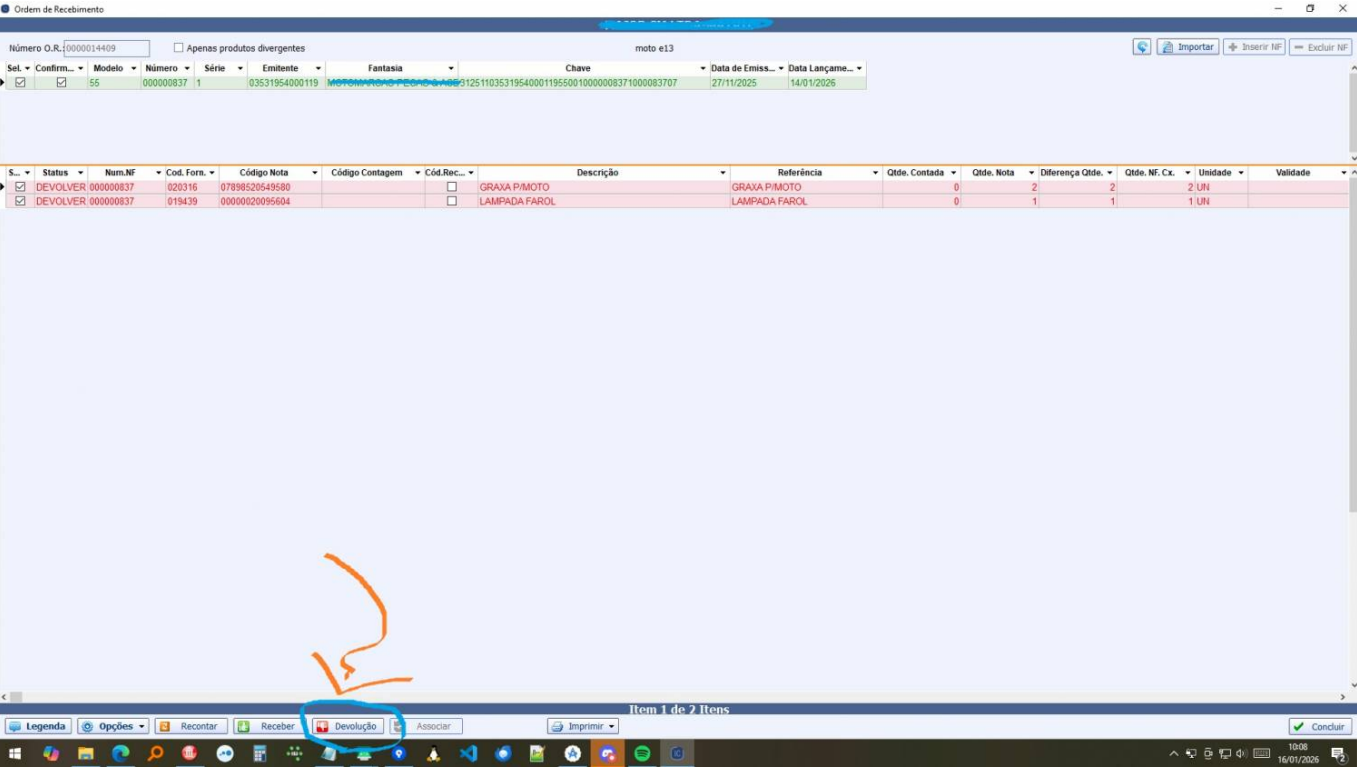 Ordem de Recebimento
Número O.R.: 0000014409 Apenas produtos divergentes moto e13 Importar Inserir NF Excluir NF
Sel. Confirm... Modelo Número Série Emitente Fantasia Chave Data de Emiss... Data Lançame...
55 000000837 1 03531954000119 31251103531954000119550010000008371000083707 27/11/2025 14/01/2026
S... Status Num.NF Cod. Forn. Código Nota Código Contagem Cód.Rec... Descrição Referência Qtde. Contada Qtde. Nota Diferença Qtde. Qtde. NF. Cx. Unidade Validade
DEVOLVER 000000837 020316 07898520549580 GRAXA P/MOTO GRAXA P/MOTO 0 2 2 2 UN
DEVOLVER 000000837 019439 00000020095604 LAMPADA FAROL LAMPADA FAROL 0 1 1 1 UN
Item 1 de 2 Itens
Legenda Opções Recontar Receber Devolução Associar Imprimir Concluir
10:08
16/01/2026